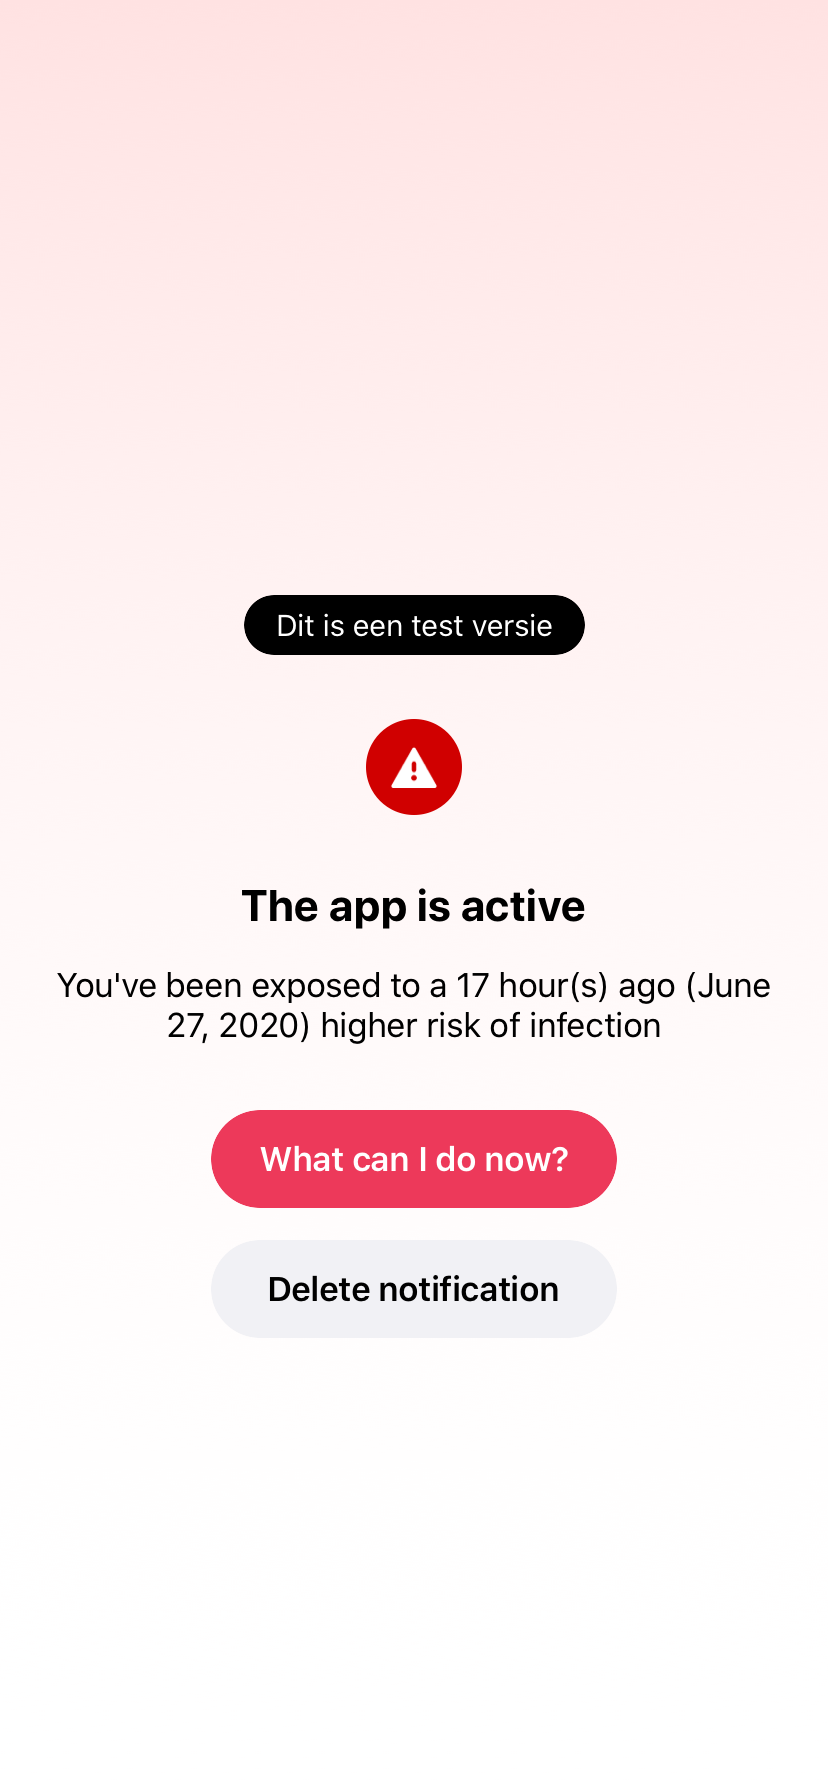 Dit is een test versie
The app is active
You've been exposed to a 17 hour(s) ago (June
27, 2020) higher risk of infection
What can I do now?
Delete notification